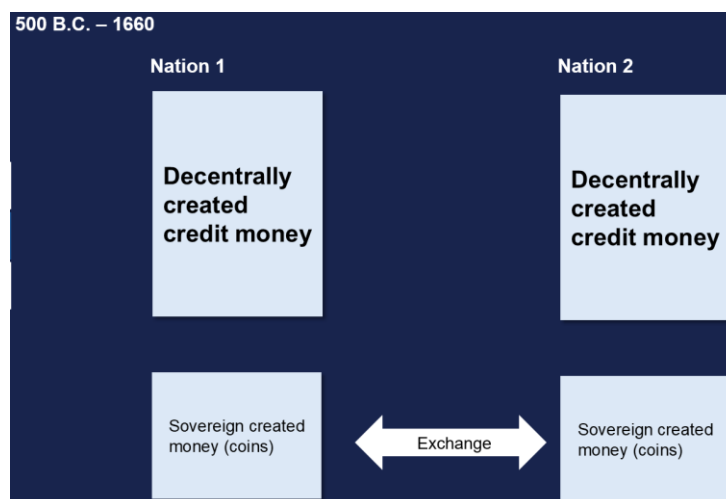 500 B.C. – 1660
Nation 1
Nation 2
Decentrally
created
credit money
Decentrally
created
credit money
Sovereign created
money (coins)
Exchange
Sovereign created
money (coins)